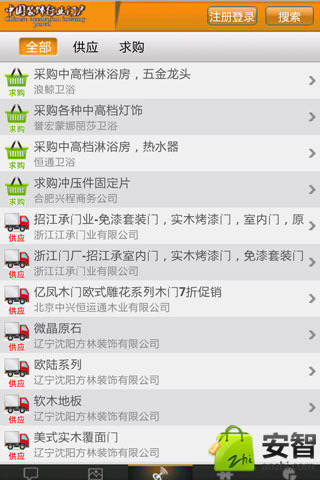 中国装饰行业门户
注册登录
搜索
全部
供应
求购
采购中高档淋浴房，五金龙头
求购
浪鲸卫浴
采购各种中高档灯饰
求购
誉宏蒙娜丽莎卫浴
采购中高档淋浴房，热水器
求购
恒通卫浴
求购冲压件固定片
求购
合肥兴程商务公司
招江承门业-免漆套装门，实木烤漆门，室内门，原
供应
浙江江承门业有限公司
浙江门厂-招江承室内门，实木烤漆门，免漆套装门
供应
浙江江承门业有限公司
亿凤木门欧式雕花系列木门7折促销
供应
北京中兴恒运通木业有限公司
微晶原石
供应
辽宁沈阳方林装饰有限公司
欧陆系列
供应
辽宁沈阳方林装饰有限公司
软木地板
供应
辽宁沈阳方林装饰有限公司
美式实木覆面门
供应
辽宁沈阳方林装饰有限公司
Zhi
安智